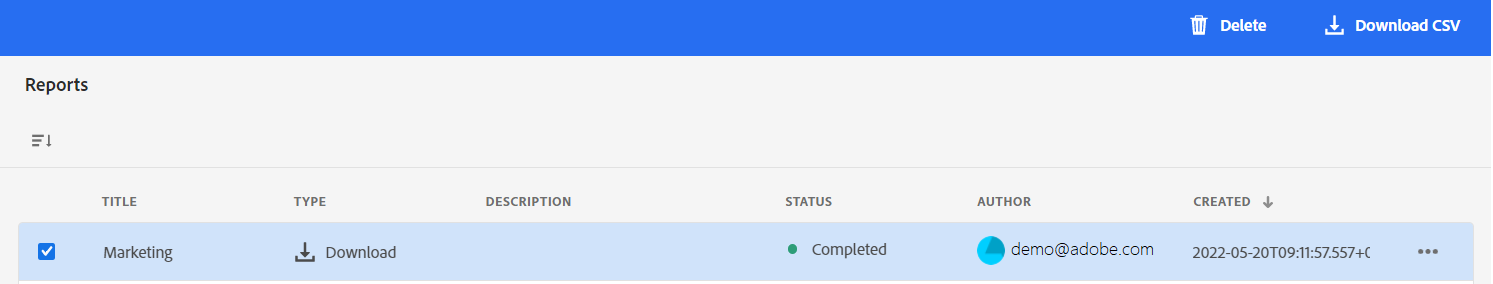 Delete Download CSV
Reports
TITLE TYPE DESCRIPTION STATUS AUTHOR CREATED
Marketing Download Completed demo@adobe.com 2022-05-20T09:11:57.557+0